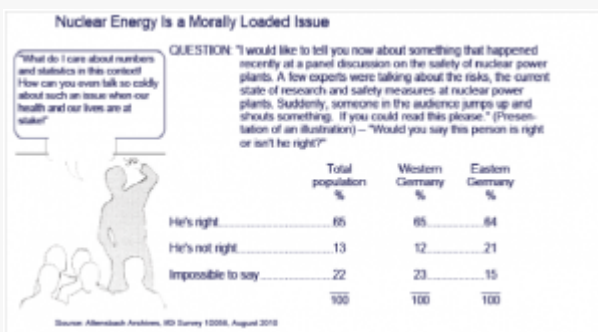 Nuclear Energy Is a Morally Loaded Issue
"What do I care about numbers
and statistics in this context!
How can you even talk so coldly
about such an issue when our
health and our lives are at
stake!"
QUESTION: "I would like to tell you now about something that happened
recently at a panel discussion on the safety of nuclear power
plants. A few experts were talking about the risks, the current
state of research and safety measures at nuclear power
plants. Suddenly, someone in the audience jumps up and
shouts something. If you could read this please." (Presen-
tation of an illustration) – "Would you say this person is right
or isn't he right?"
Total Western Eastern
population Germany Germany
% % %
He's right 65 65 64
He's not right 13 12 21
Impossible to say 22 23 15
100 100 100
Source: Allensbach Archives, IfD Survey 10056, August 2010